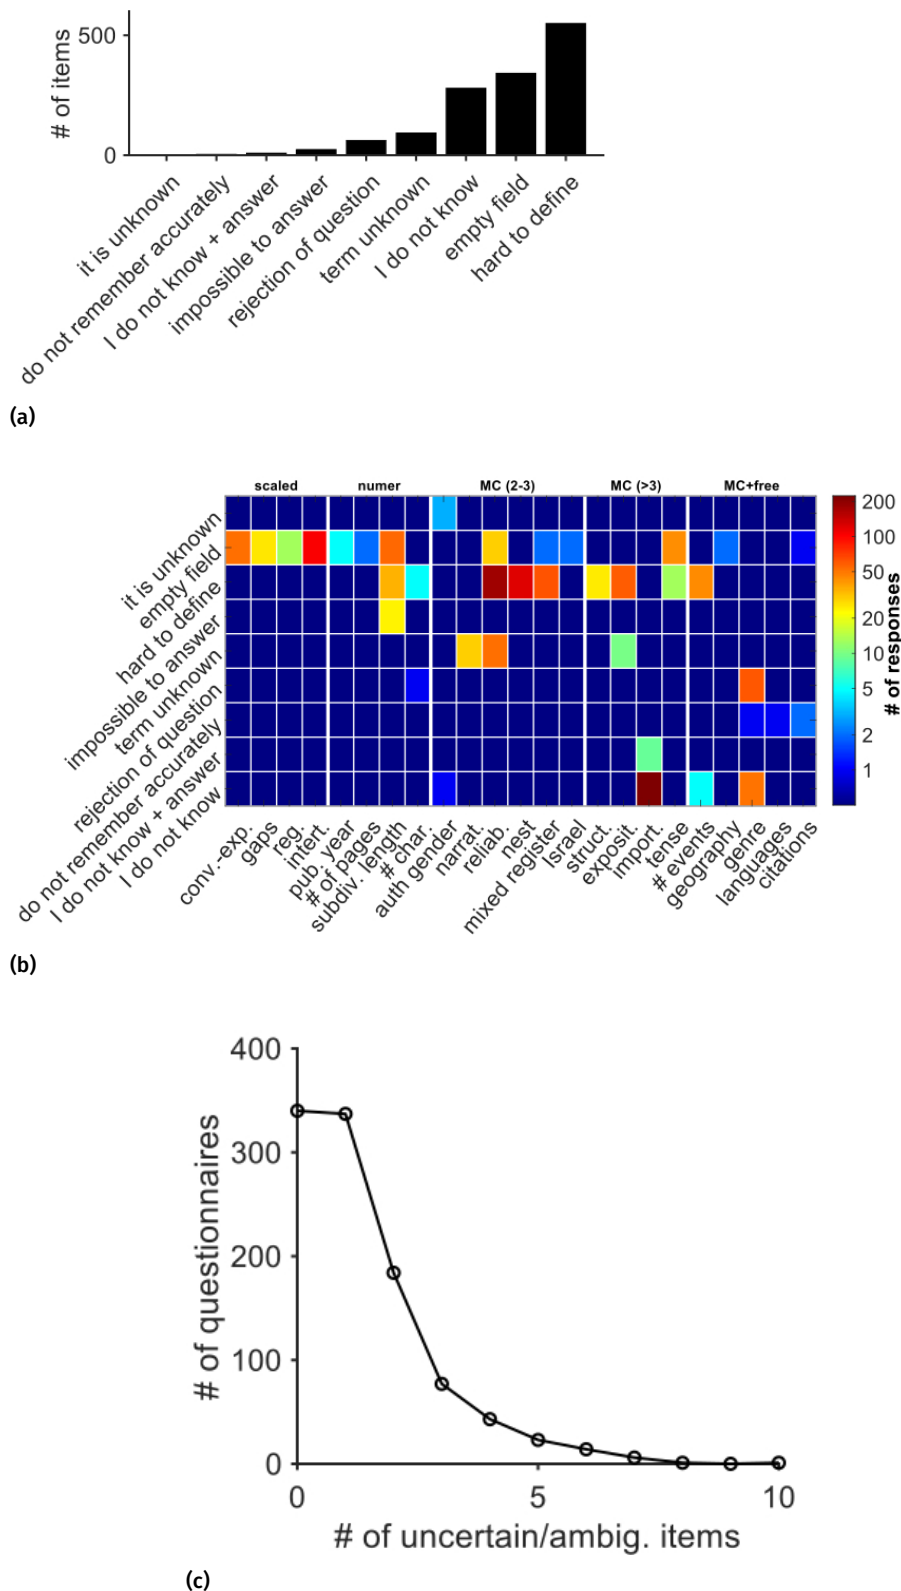 # of items
500
0
it is unknown
do not remember accurately
I do not know + answer
impossible to answer
rejection of question
term unknown
I do not know
empty field
hard to define
(a)
scaled numer MC (2-3) MC (>3) MC+free
it is unknown
empty field
hard to define
impossible to answer
term unknown
rejection of question
do not remember accurately
I do not know + answer
I do not know
conv.-exp.
gaps
reg.
intert.
pub. year
# of pages
subdiv. length
# char.
auth gender
narrat.
reliab.
nest
mixed register
Israel
struct.
exposit.
import.
tense
# events
geography
genre
languages
citations
200
100
50
20
10
5
2
1
# of responses
(b)
400
300
200
100
0
# of questionnaires
0 5 10
# of uncertain/ambig. items
(c)